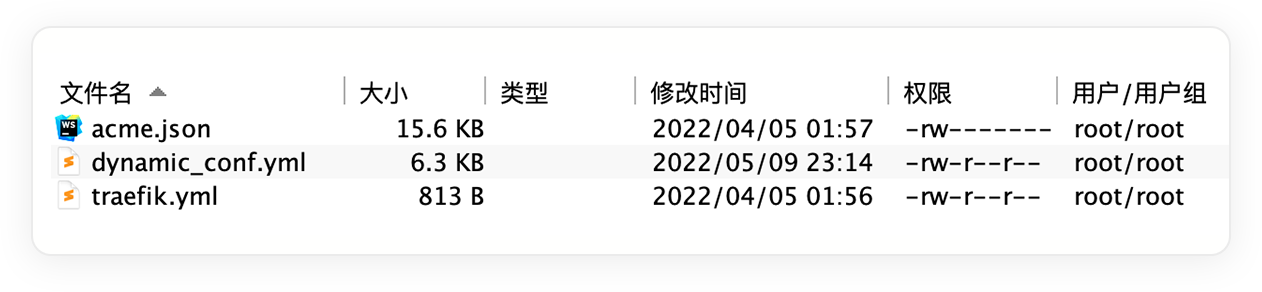 文件名 大小 类型 修改时间 权限 用户/用户组
WS acme.json 15.6 KB 2022/04/05 01:57 -rw------- root/root
dynamic_conf.yml 6.3 KB 2022/05/09 23:14 -rw-r--r-- root/root
traefik.yml 813 B 2022/04/05 01:56 -rw-r--r-- root/root